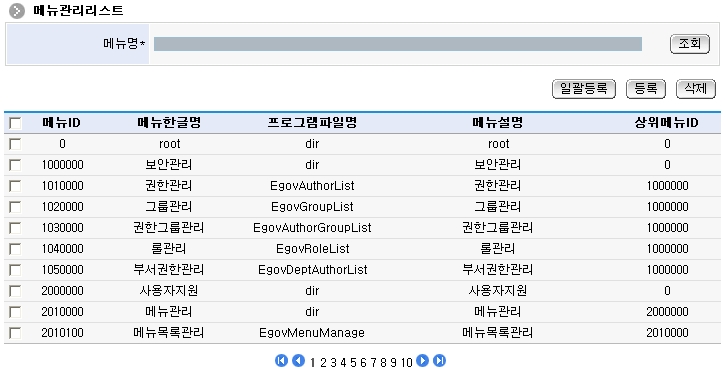 메뉴관리리스트
메뉴명* 조회
일괄등록 등록 삭제
메뉴ID 메뉴한글명 프로그램파일명 메뉴설명 상위메뉴ID
0 root dir root 0
1000000 보안관리 dir 보안관리 0
1010000 권한관리 EgovAuthorList 권한관리 1000000
1020000 그룹관리 EgovGroupList 그룹관리 1000000
1030000 권한그룹관리 EgovAuthorGroupList 권한그룹관리 1000000
1040000 롤관리 EgovRoleList 롤관리 1000000
1050000 부서권한관리 EgovDeptAuthorList 부서권한관리 1000000
2000000 사용자지원 dir 사용자지원 0
2010000 메뉴관리 dir 메뉴관리 2000000
2010100 메뉴목록관리 EgovMenuManage 메뉴목록관리 2010000
1 2 3 4 5 6 7 8 9 10